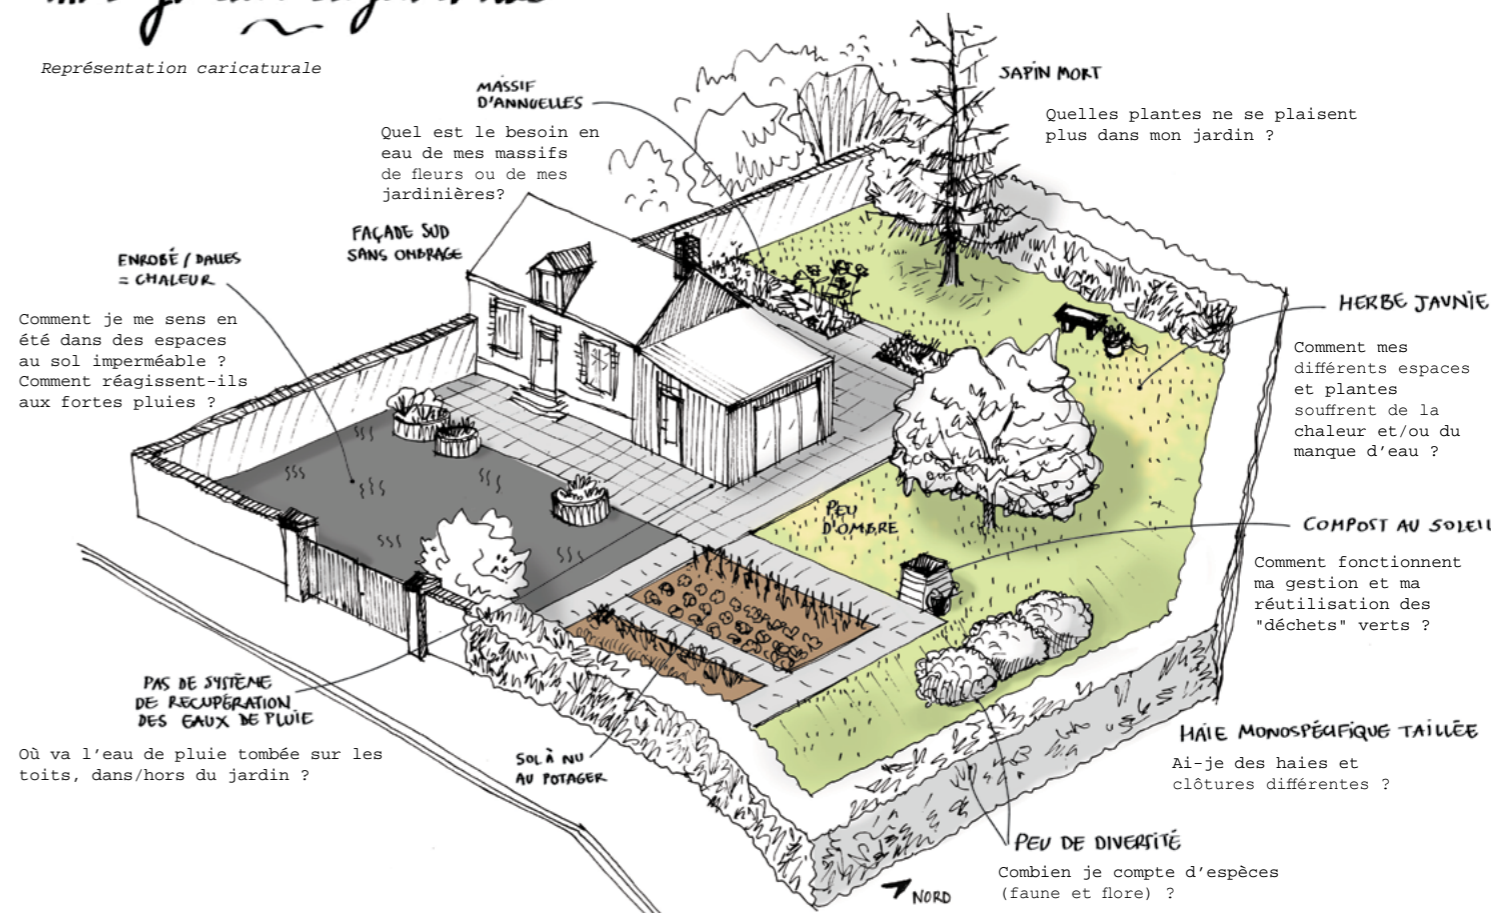 Représentation caricaturale
MASSIF
D'ANNUELLES
Quel est le besoin en
eau de mes massifs
de fleurs ou de mes
jardinières?
SAPIN MORT
Quelles plantes ne se plaisent
plus dans mon jardin ?
FAÇADE SUD
SANS OMBRAGE
ENROBÉ / DALLES
= CHALEUR
Comment je me sens en
été dans des espaces
au sol imperméable ?
Comment réagissent-ils
aux fortes pluies ?
HERBE JAUNIE
Comment mes
différents espaces
et plantes
souffrent de la
chaleur et/ou du
manque d'eau ?
PEU
D'OMBRE
COMPOST AU SOLEIL
Comment fonctionnent
ma gestion et ma
réutilisation des
"déchets" verts ?
PAS DE SYSTÈME
DE RECUPÉRATION
DES EAUX DE PLUIE
Où va l'eau de pluie tombée sur les
toits, dans/hors du jardin ?
SOL À NU
AU POTAGER
HAIE MONOSPÉCIFIQUE TAILLÉE
Ai-je des haies et
clôtures différentes ?
PEU DE DIVERSITÉ
Combien je compte d'espèces
(faune et flore) ?
NORD